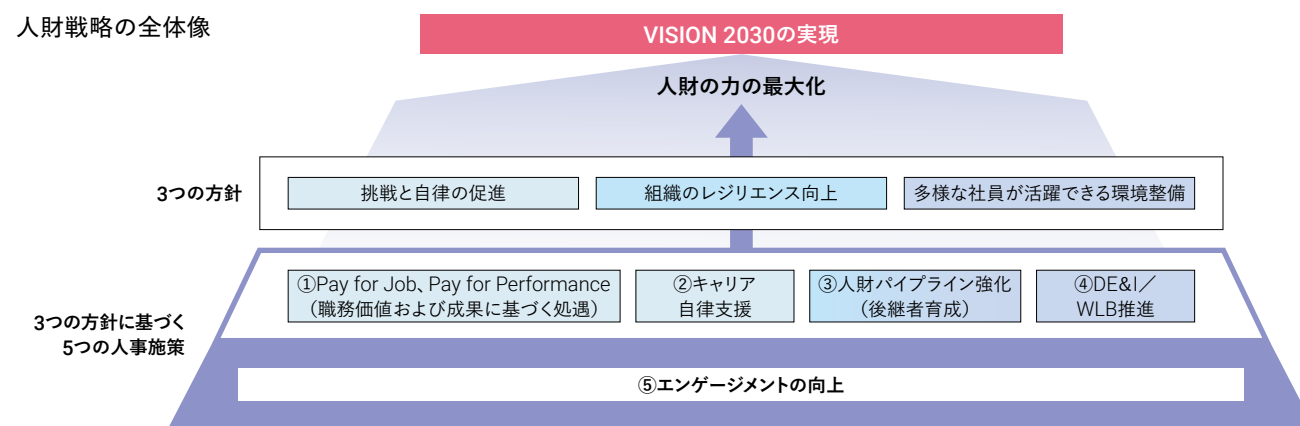 人財戦略の全体像
VISION 2030の実現
人財の力の最大化
3つの方針
挑戦と自律の促進
組織のレジリエンス向上
多様な社員が活躍できる環境整備
3つの方針に基づく
5つの人事施策
①Pay for Job、Pay for Performance
(職務価値および成果に基づく処遇)
②キャリア
自律支援
③人財パイプライン強化
(後継者育成)
④DE&I/
WLB推進
⑤エンゲージメントの向上